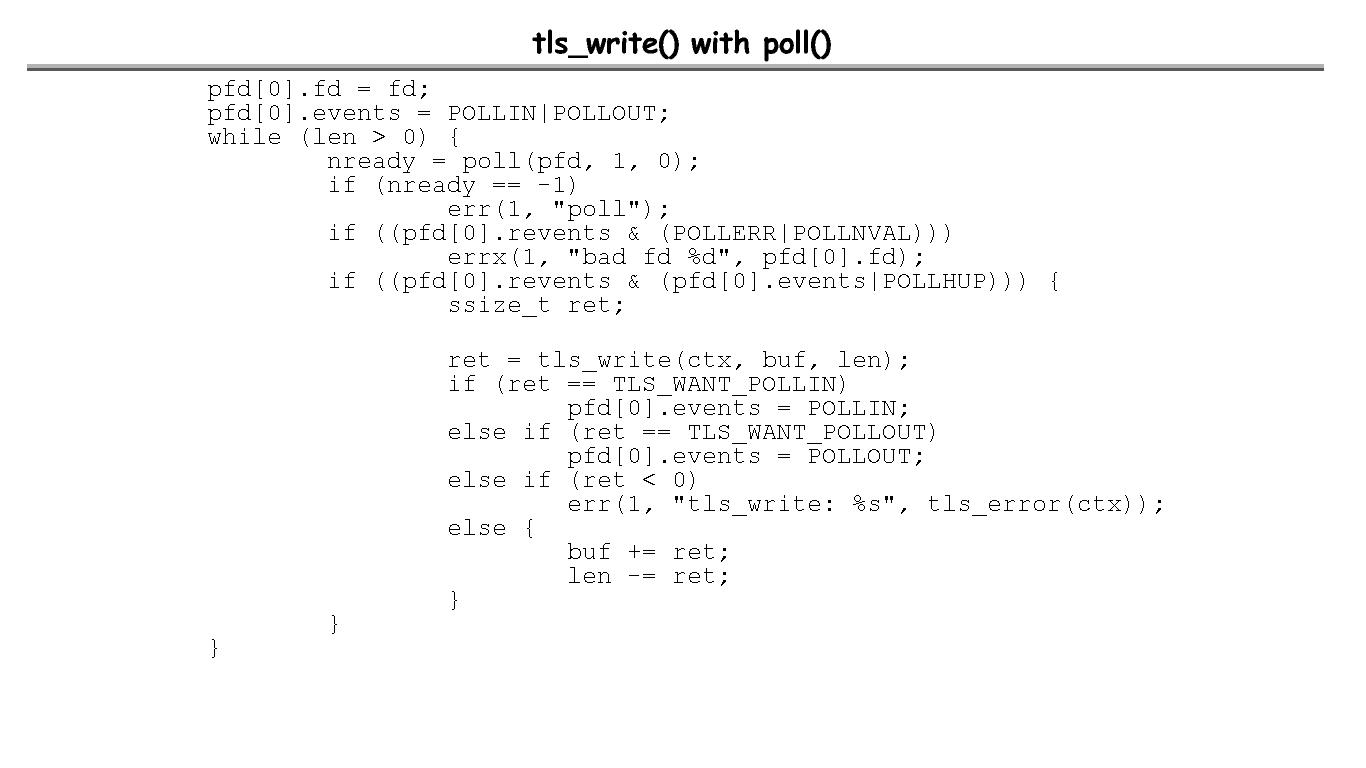 tls_write() with poll()
pfd[0].fd = fd;
pfd[0].events = POLLIN|POLLOUT;
while (len > 0) {
nready = poll(pfd, 1, 0);
if (nready == -1)
err(1, "poll");
if ((pfd[0].revents & (POLLERR|POLLNVAL)))
errx(1, "bad fd %d", pfd[0].fd);
if ((pfd[0].revents & (pfd[0].events|POLLHUP))) {
ssize_t ret;
ret = tls_write(ctx, buf, len);
if (ret == TLS_WANT_POLLIN)
pfd[0].events = POLLIN;
else if (ret == TLS_WANT_POLLOUT)
pfd[0].events = POLLOUT;
else if (ret < 0)
err(1, "tls_write: %s", tls_error(ctx));
else {
buf += ret;
len -= ret;
}
}
}